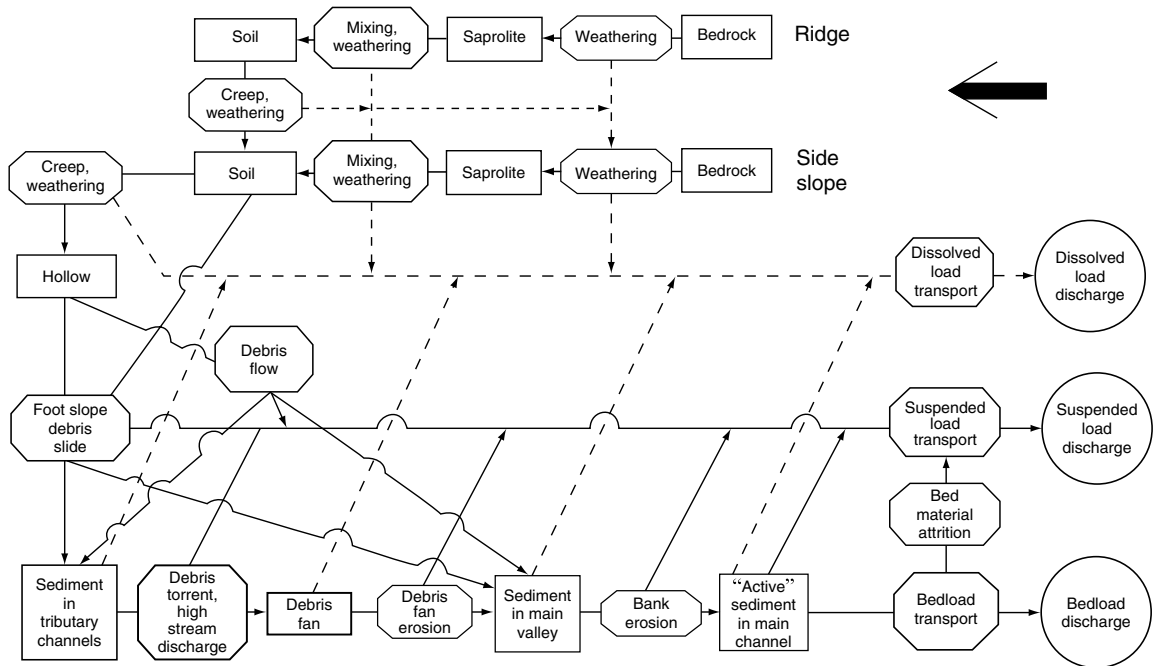 Soil
Mixing,
weathering
Saprolite
Weathering
Bedrock
Ridge
Creep,
weathering
Creep,
weathering
Soil
Mixing,
weathering
Saprolite
Weathering
Bedrock
Side
slope
Hollow
Dissolved
load
transport
Dissolved
load
discharge
Debris
flow
Foot slope
debris
slide
Suspended
load
transport
Suspended
load
discharge
Bed
material
attrition
Sediment
in
tributary
channels
Debris
torrent,
high
stream
discharge
Debris
fan
Debris
fan
erosion
Sediment
in main
valley
Bank
erosion
“Active”
sediment
in main
channel
Bedload
transport
Bedload
discharge